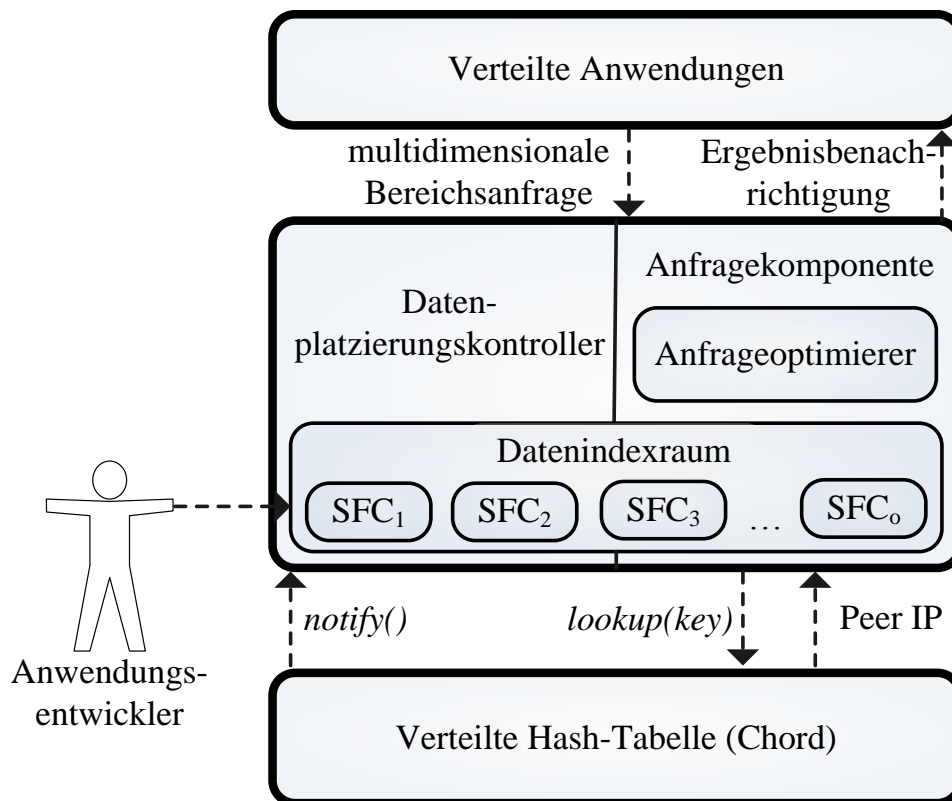 Verteilte Anwendungen
multidimensionale
Bereichsanfrage
Ergebnisbenach-
richtigung
Daten-
platzierungskontroller
Anfragekomponente
Anfrageoptimierer
Datenindexraum
SFC₁
SFC₂
SFC₃
...
SFCₒ
Anwendungs-
entwickler
notify()
lookup(key)
Peer IP
Verteilte Hash-Tabelle (Chord)